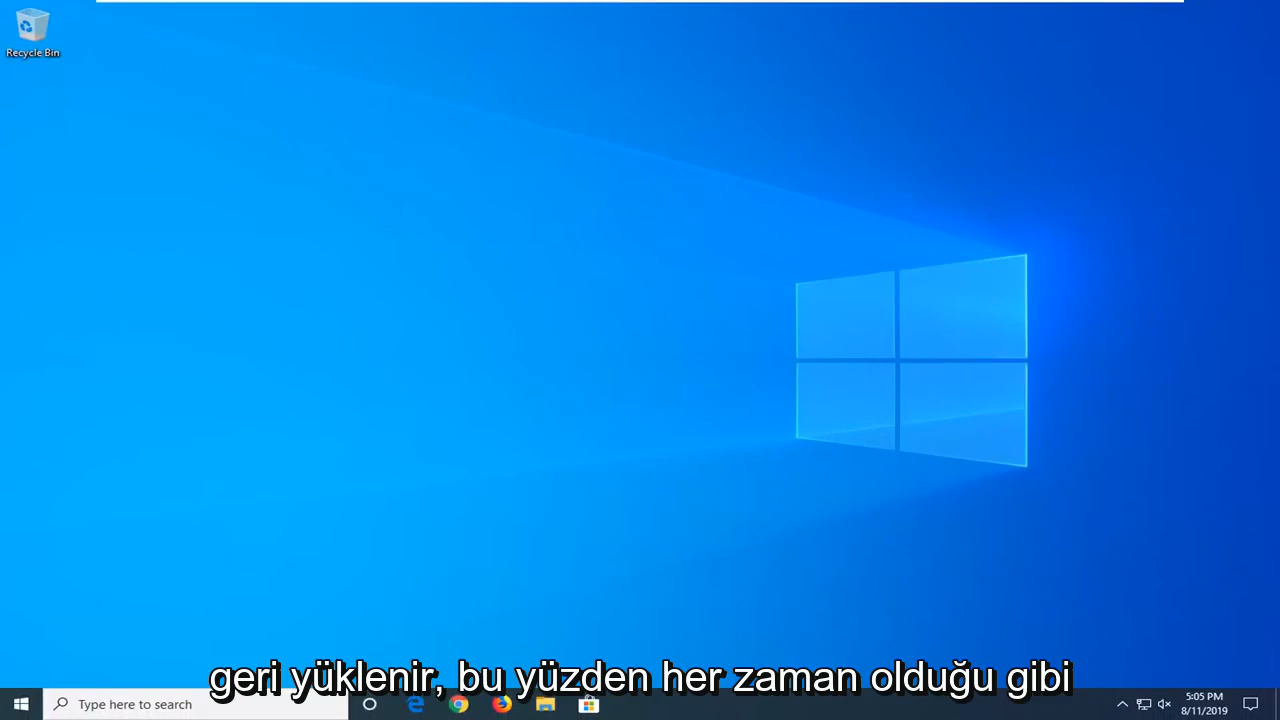 Recycle Bin
geri yüklenir, bu yüzden her zaman olduğu gibi
Type here to search
5:05 PM
8/11/2019